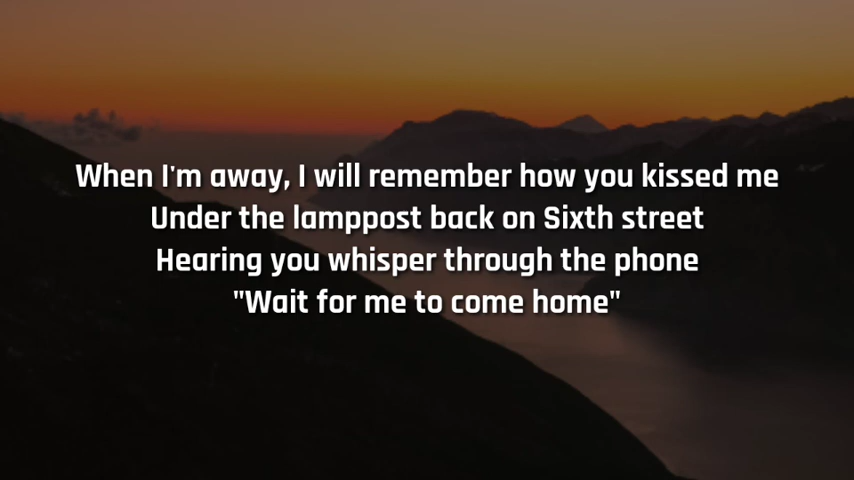 When I'm away, I will remember how you kissed me
Under the lamppost back on Sixth street
Hearing you whisper through the phone
"Wait for me to come home"